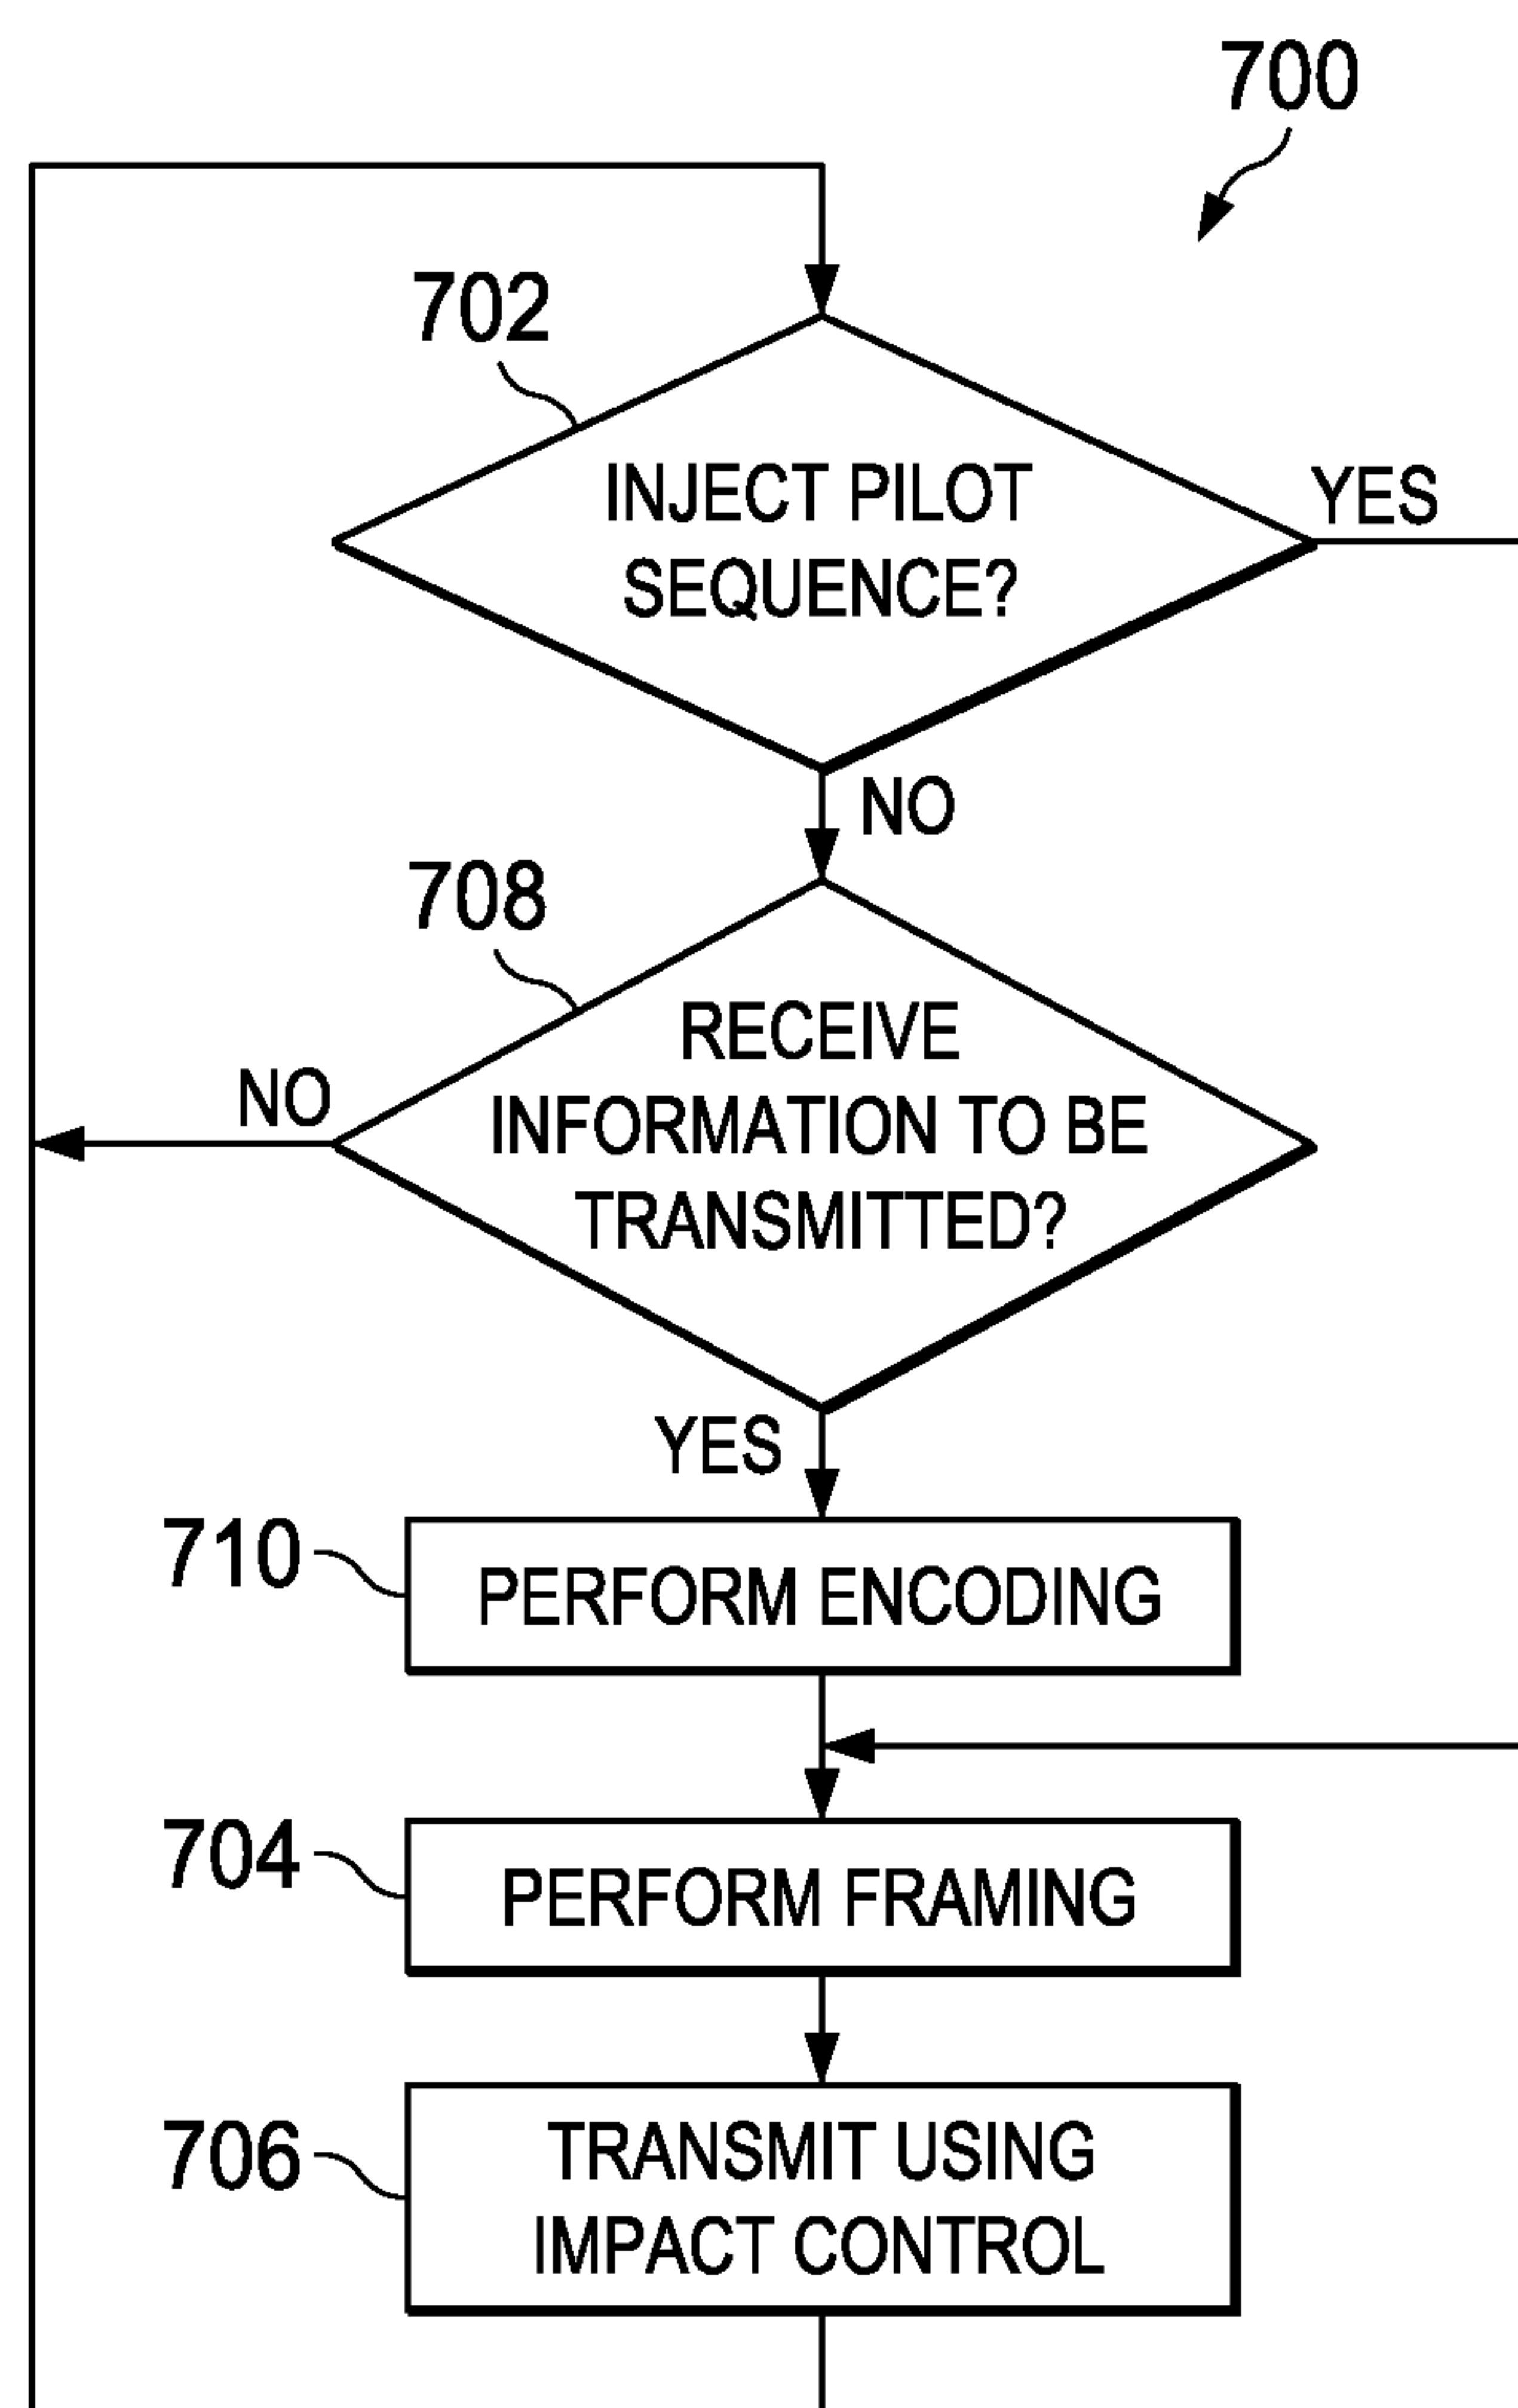 700
702
INJECT PILOT
SEQUENCE?
YES
NO
708
RECEIVE
INFORMATION TO BE
TRANSMITTED?
NO
YES
710
PERFORM ENCODING
704
PERFORM FRAMING
706
TRANSMIT USING
IMPACT CONTROL